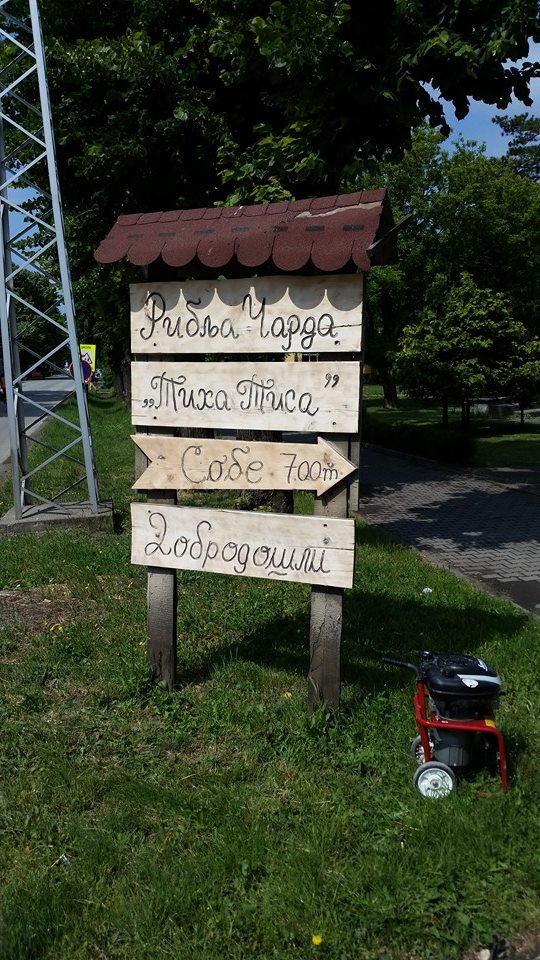 Рибља Чарда
„Тиха Тиса”
Собе 700m
Добродошли